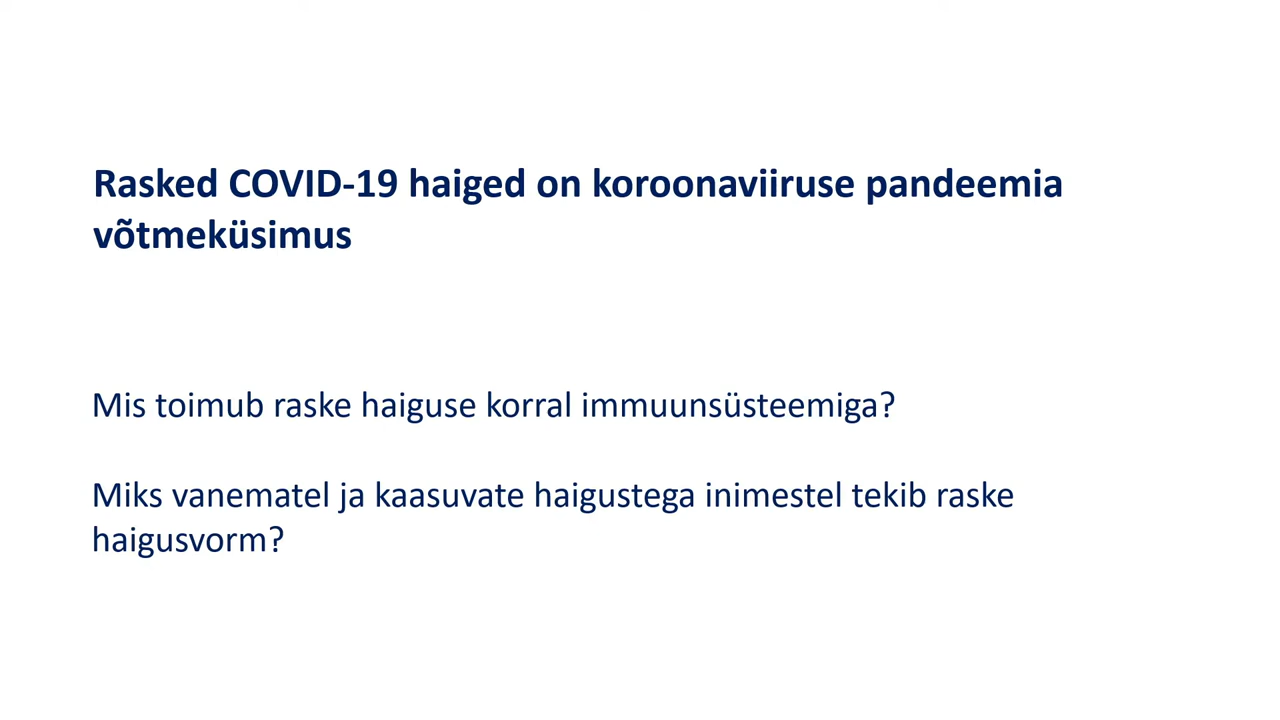 Rasked COVID-19 haiged on koroonaviiruse pandeemia
võtmeküsimus
Mis toimub raske haiguse korral immuunsüsteemiga?
Miks vanematel ja kaasuvate haigustega inimestel tekib raske
haigusvorm?